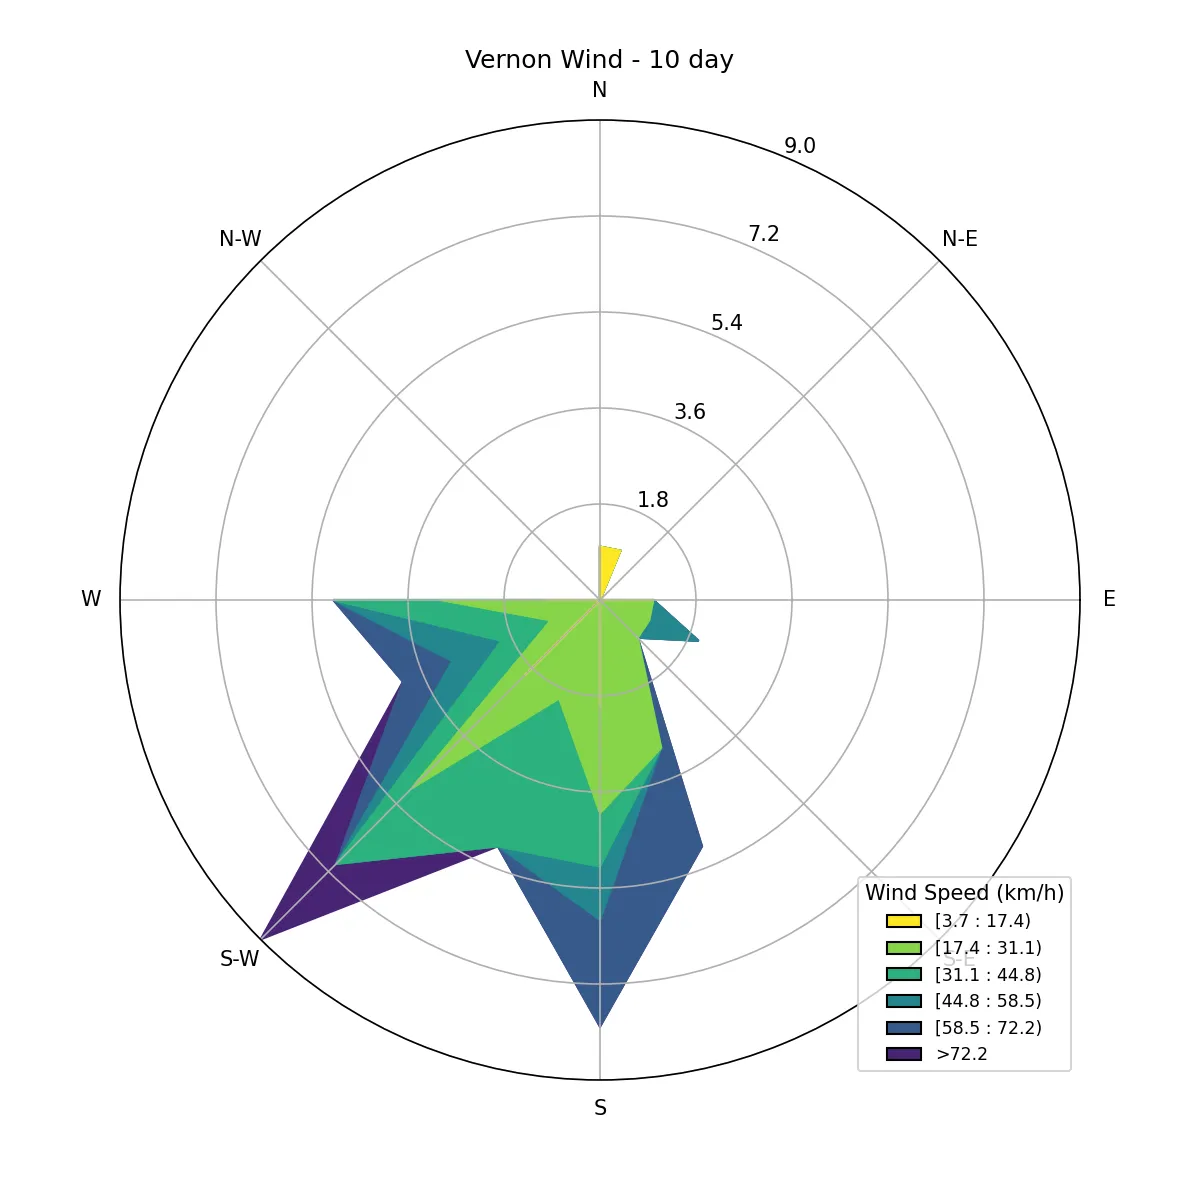 Vernon Wind - 10 day
N
9.0
N-W
N-E
7.2
5.4
3.6
1.8
W
E
S-W
S-E
S
Wind Speed (km/h)
[3.7 : 17.4)
[17.4 : 31.1)
[31.1 : 44.8)
[44.8 : 58.5)
[58.5 : 72.2)
>72.2